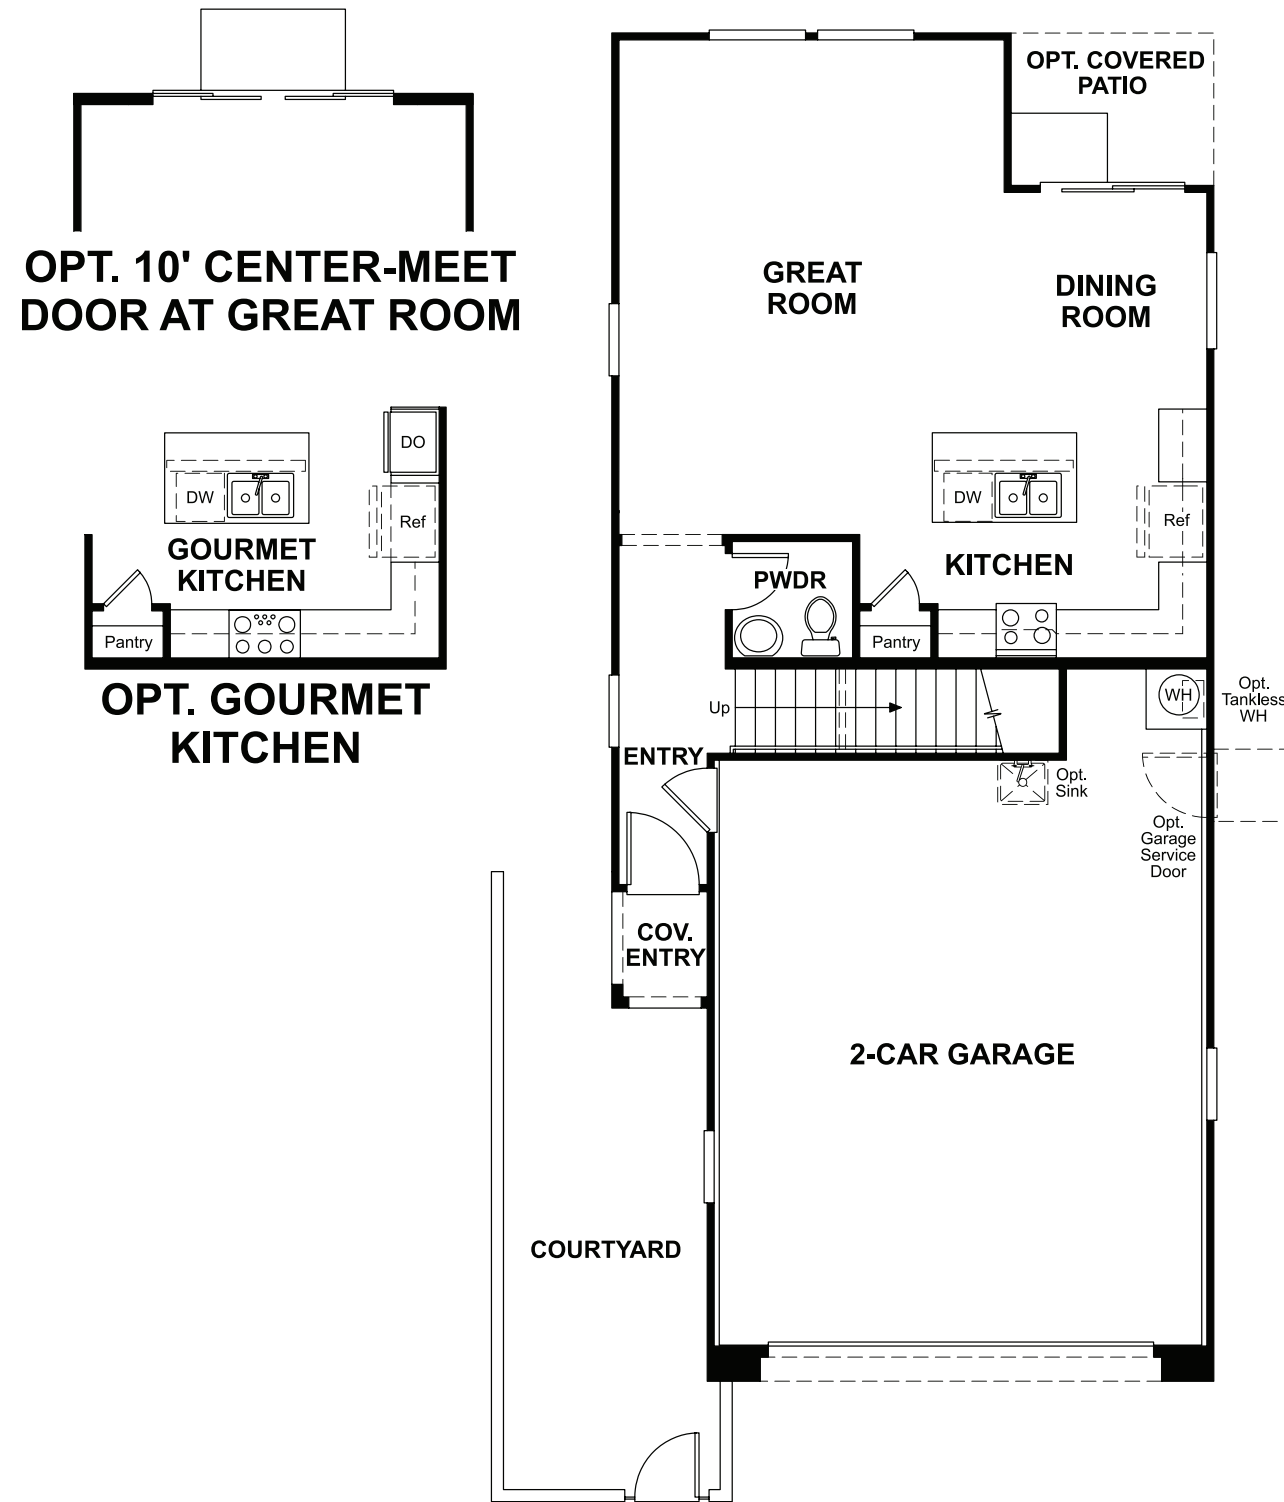 OPT. 10' CENTER-MEET
DOOR AT GREAT ROOM
DO
DW
Ref
GOURMET
KITCHEN
Pantry
OPT. GOURMET
KITCHEN
OPT. COVERED
PATIO
GREAT
ROOM
DINING
ROOM
DW
Ref
KITCHEN
PWDR
Pantry
Up
WH
Opt.
Tankless
WH
ENTRY
Opt.
Sink
Opt.
Garage
Service
Door
COV.
ENTRY
2-CAR GARAGE
COURTYARD